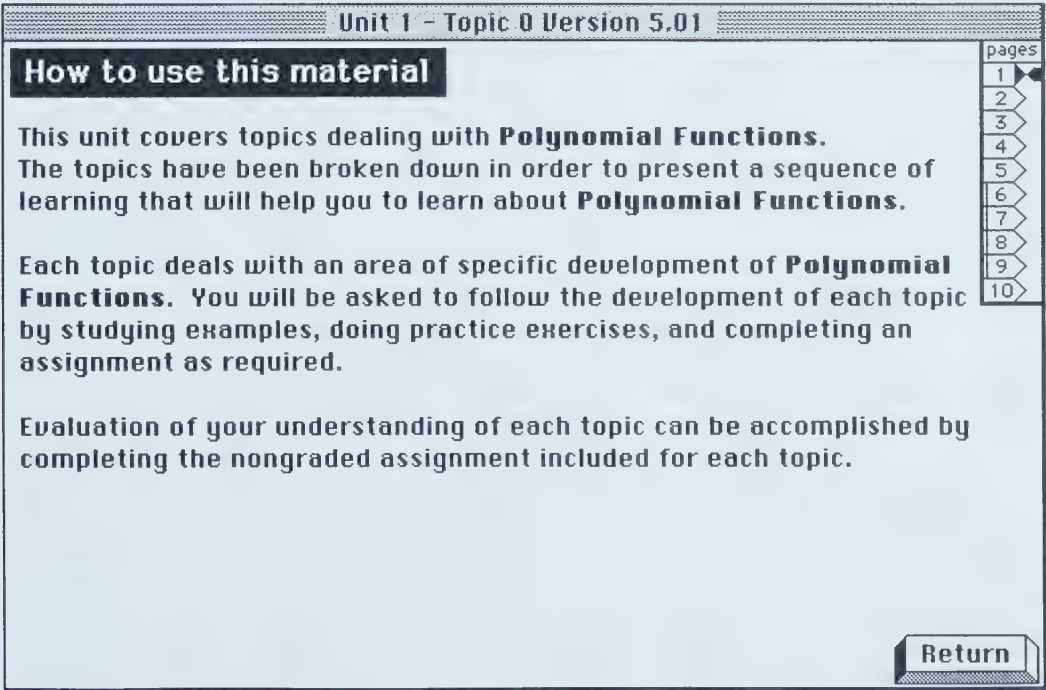 Unit 1 - Topic 0 Version 5.01
How to use this material
pages
1
2
3
4
5
6
7
8
9
10
This unit covers topics dealing with Polynomial Functions.
The topics have been broken down in order to present a sequence of
learning that will help you to learn about Polynomial Functions.
Each topic deals with an area of specific development of Polynomial
Functions. You will be asked to follow the development of each topic
by studying examples, doing practice exercises, and completing an
assignment as required.
Evaluation of your understanding of each topic can be accomplished by
completing the nongraded assignment included for each topic.
Return